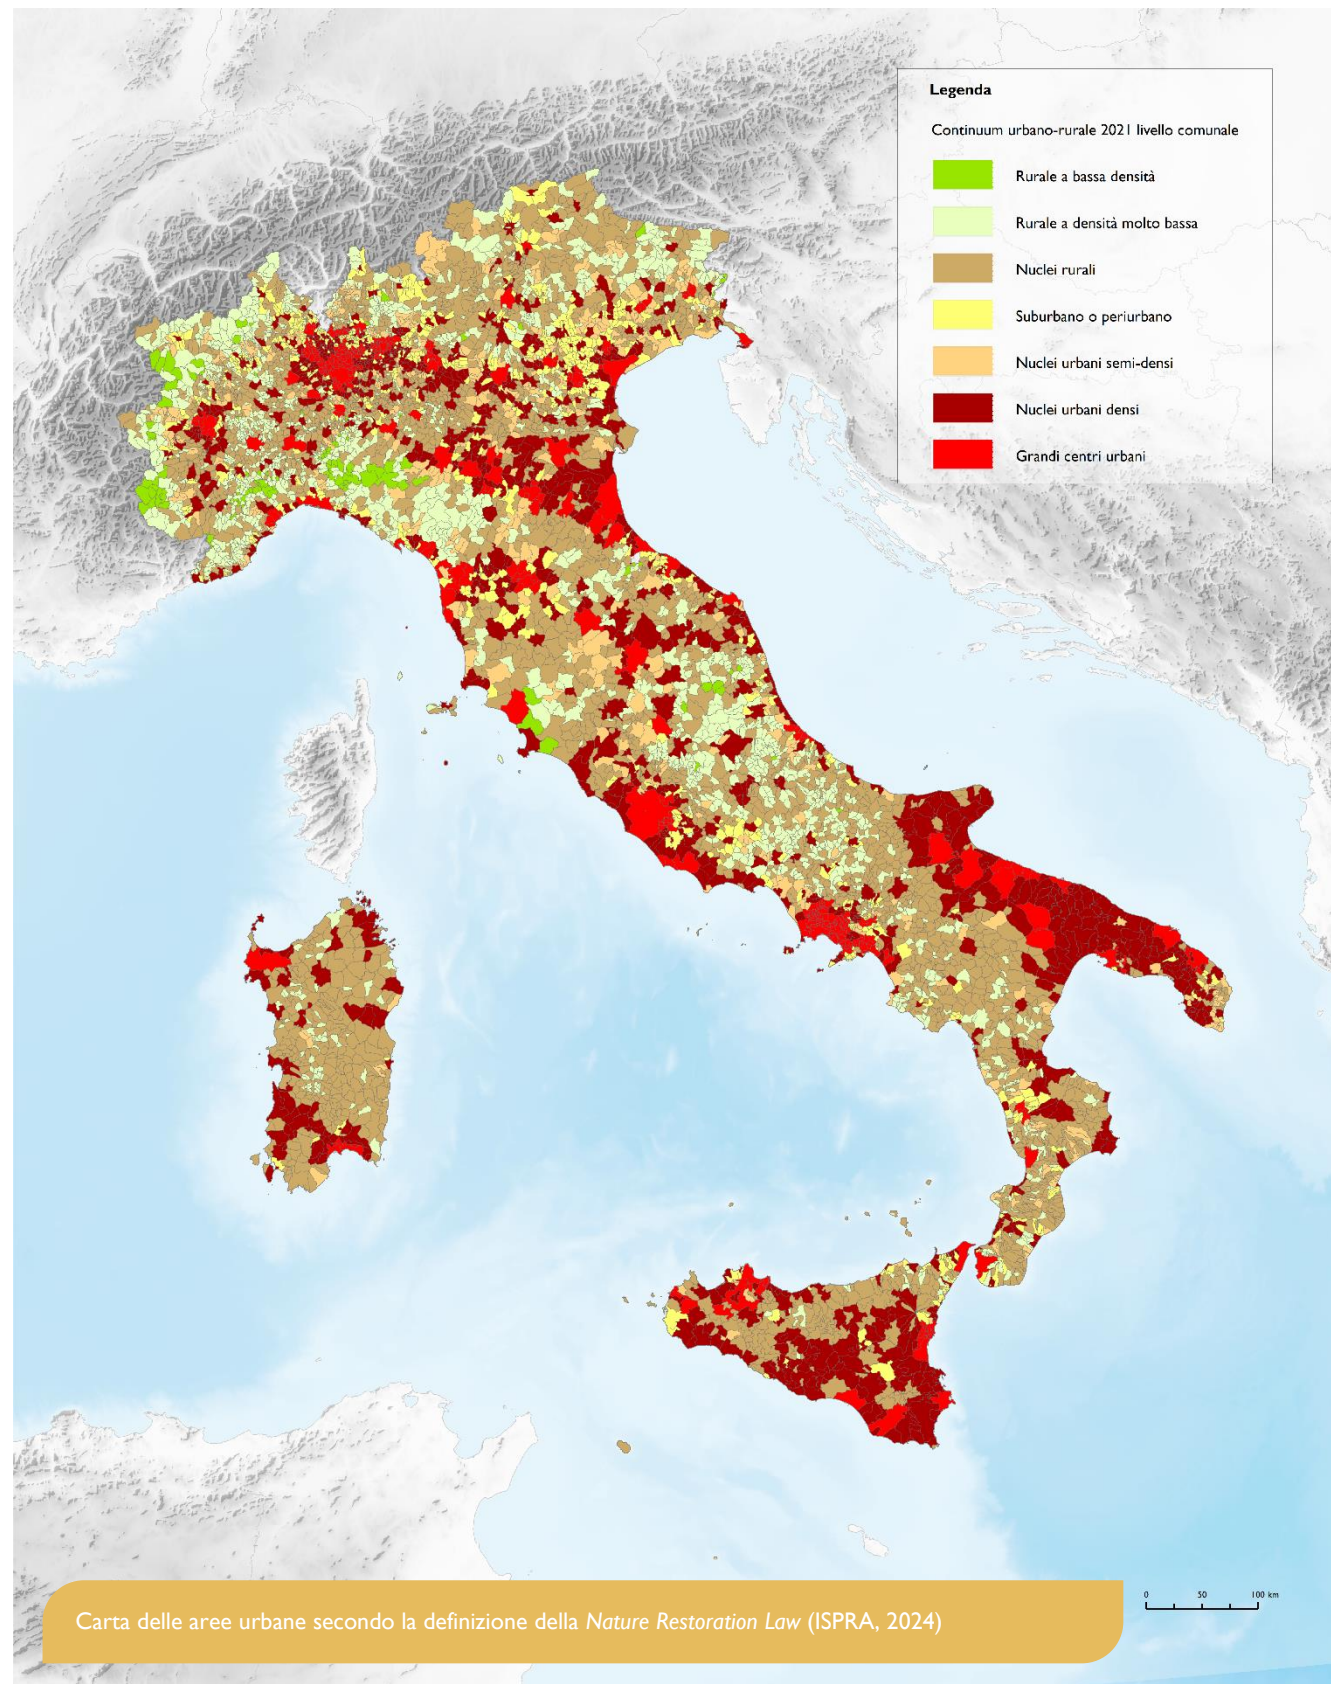 Legenda
Continuum urbano-rurale 2021 livello comunale
Rurale a bassa densità
Rurale a densità molto bassa
Nuclei rurali
Suburbano o periurbano
Nuclei urbani semi-densi
Nuclei urbani densi
Grandi centri urbani
0 50 100 km
Carta delle aree urbane secondo la definizione della Nature Restoration Law (ISPRA, 2024)